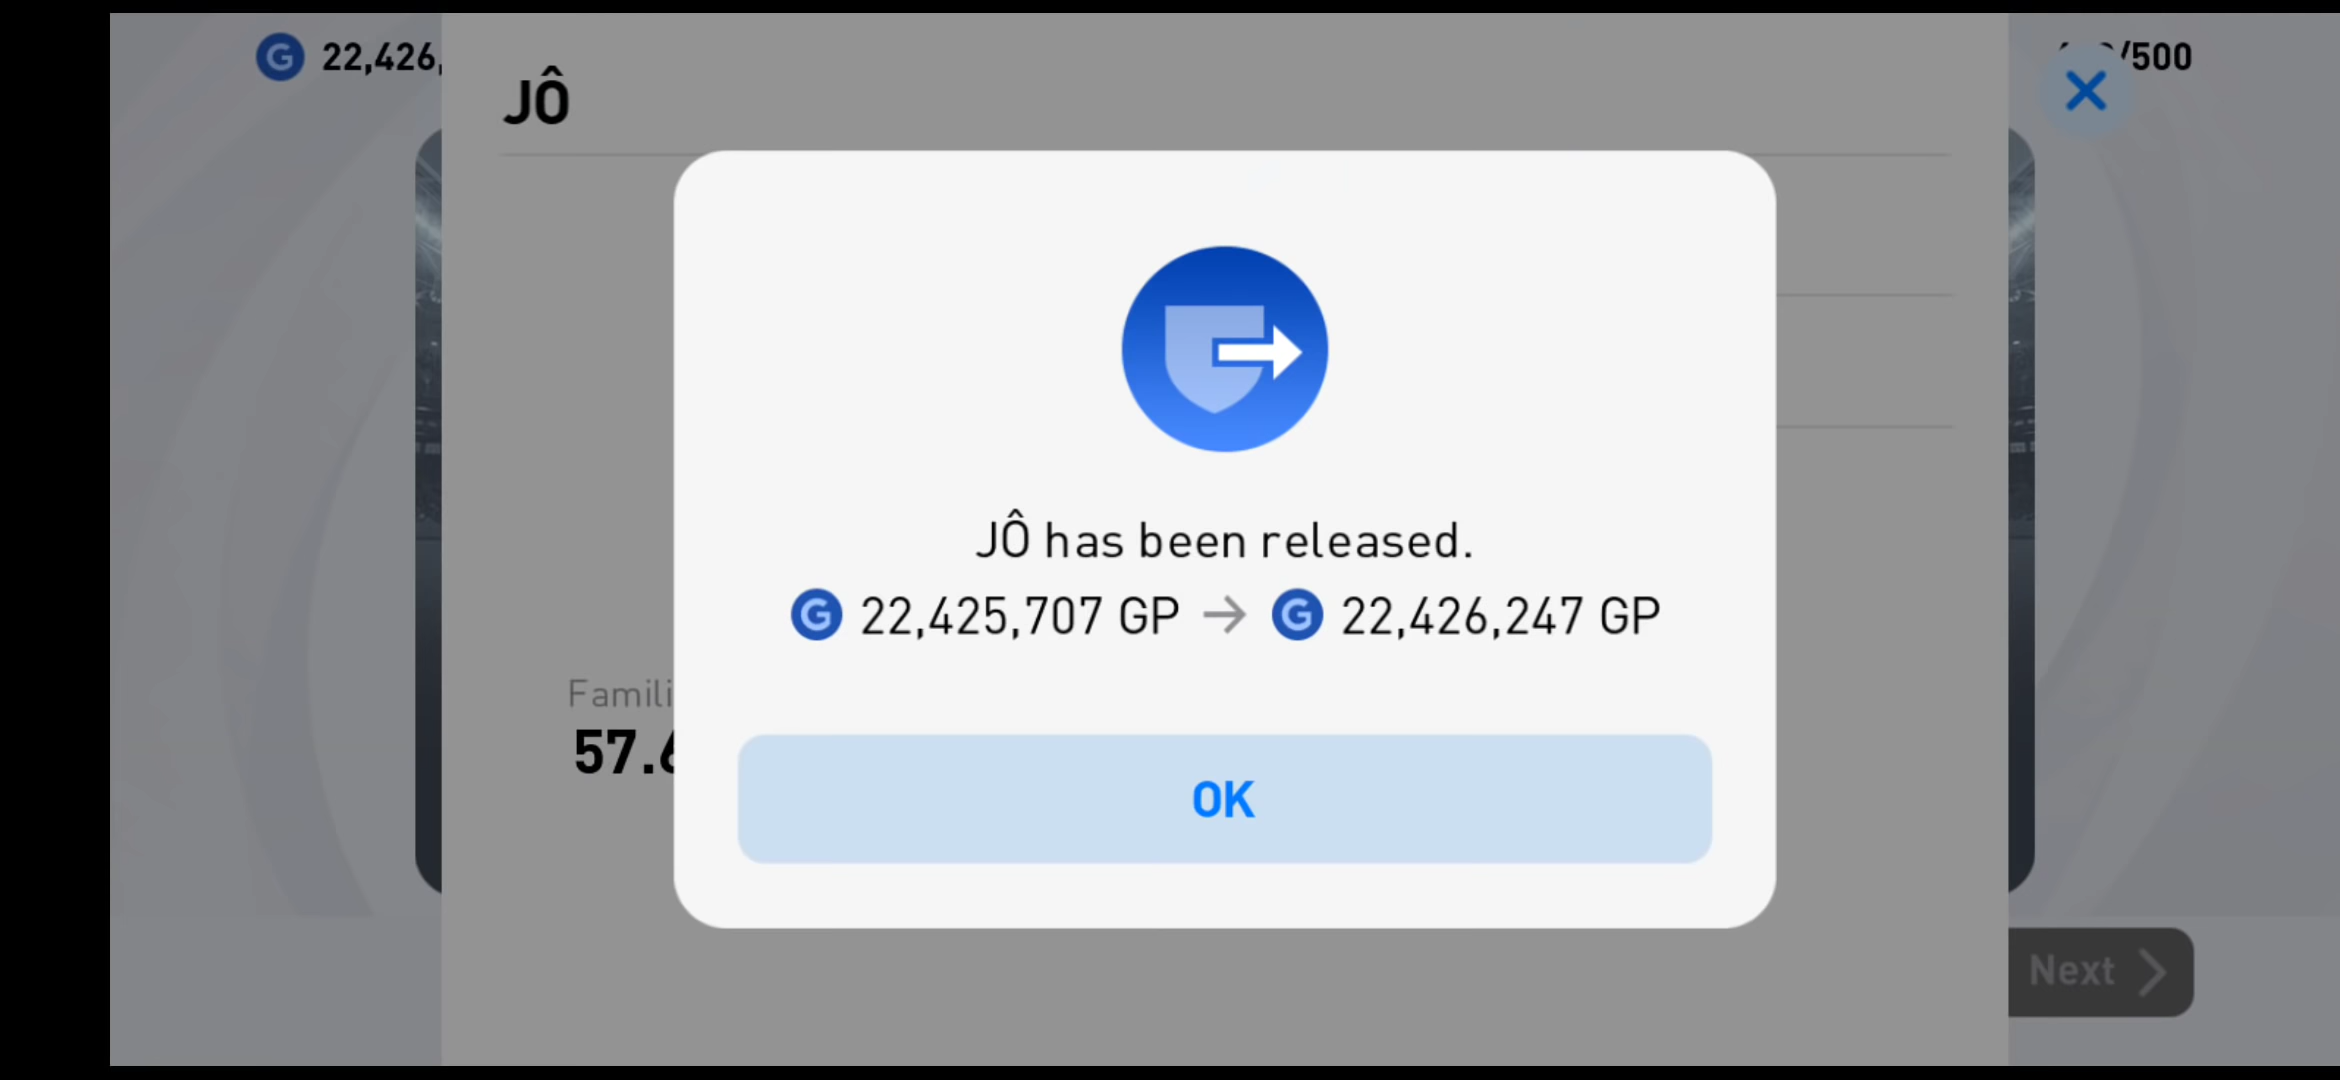 22,426,
/500
JÔ
JÔ has been released.
22,425,707 GP → 22,426,247 GP
Famili
57.6
OK
Next